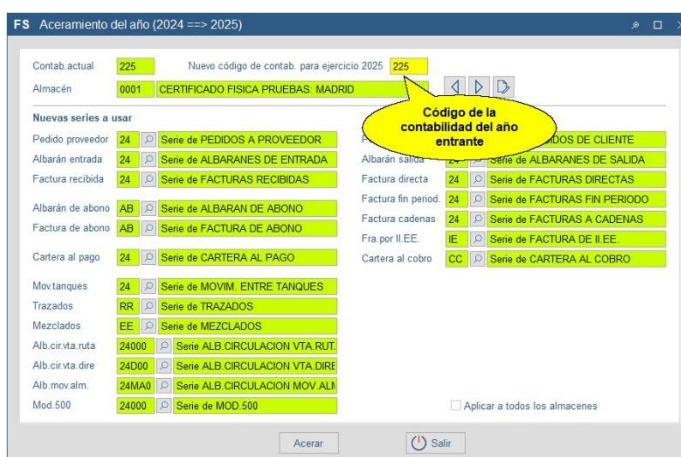 FS Aceramiento del año (2024 ==> 2025)
Contab.actual 225 Nuevo código de contab. para ejercicio 2025 225
Almacén 0001 CERTIFICADO FISICA PRUEBAS: MADRID
Código de la
contabilidad del año
entrante
Nuevas series a usar
Pedido proveedor 24 Serie de PEDIDOS A PROVEEDOR
Albarán entrada 24 Serie de ALBARANES DE ENTRADA
Factura recibida 24 Serie de FACTURAS RECIBIDAS
Albarán de abono AB Serie de ALBARAN DE ABONO
Factura de abono AB Serie de FACTURA DE ABONO
Cartera al pago 24 Serie de CARTERA AL PAGO
Mov.tanques 24 Serie de MOVIM. ENTRE TANQUES
Trazados RR Serie de TRAZADOS
Mezclados EE Serie de MEZCLADOS
Alb.cir.vta.ruta 24000 Serie ALB.CIRCULACION VTA.RUT.
Alb.cir.vta.dire 24D00 Serie ALB.CIRCULACION VTA.DIRE
Alb.mov.alm. 24MA0 Serie ALB.CIRCULACION MOV.ALM
Mod.500 24000 Serie de MOD.500
DIDOS DE CLIENTE
Albarán salida 24 Serie de ALBARANES DE SALIDA
Factura directa 24 Serie de FACTURAS DIRECTAS
Factura fin period. 24 Serie de FACTURAS FIN PERIODO
Factura cadenas 24 Serie de FACTURAS A CADENAS
Fra.por II.EE. IE Serie de FACTURA DE II.EE.
Cartera al cobro CC Serie de CARTERA AL COBRO
Aplicar a todos los almacenes
Acerar Salir